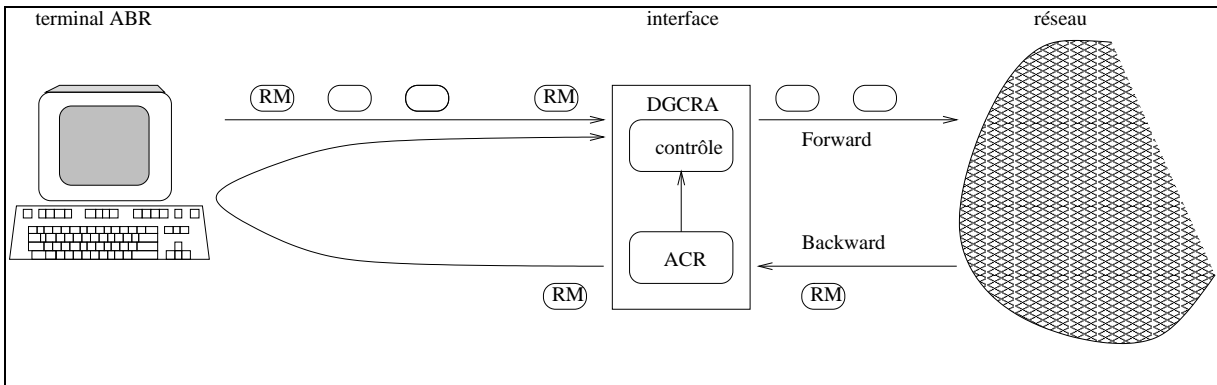 terminal ABR
interface
réseau
RM
RM
DGCRA
contrôle
Forward
ACR
Backward
RM
RM